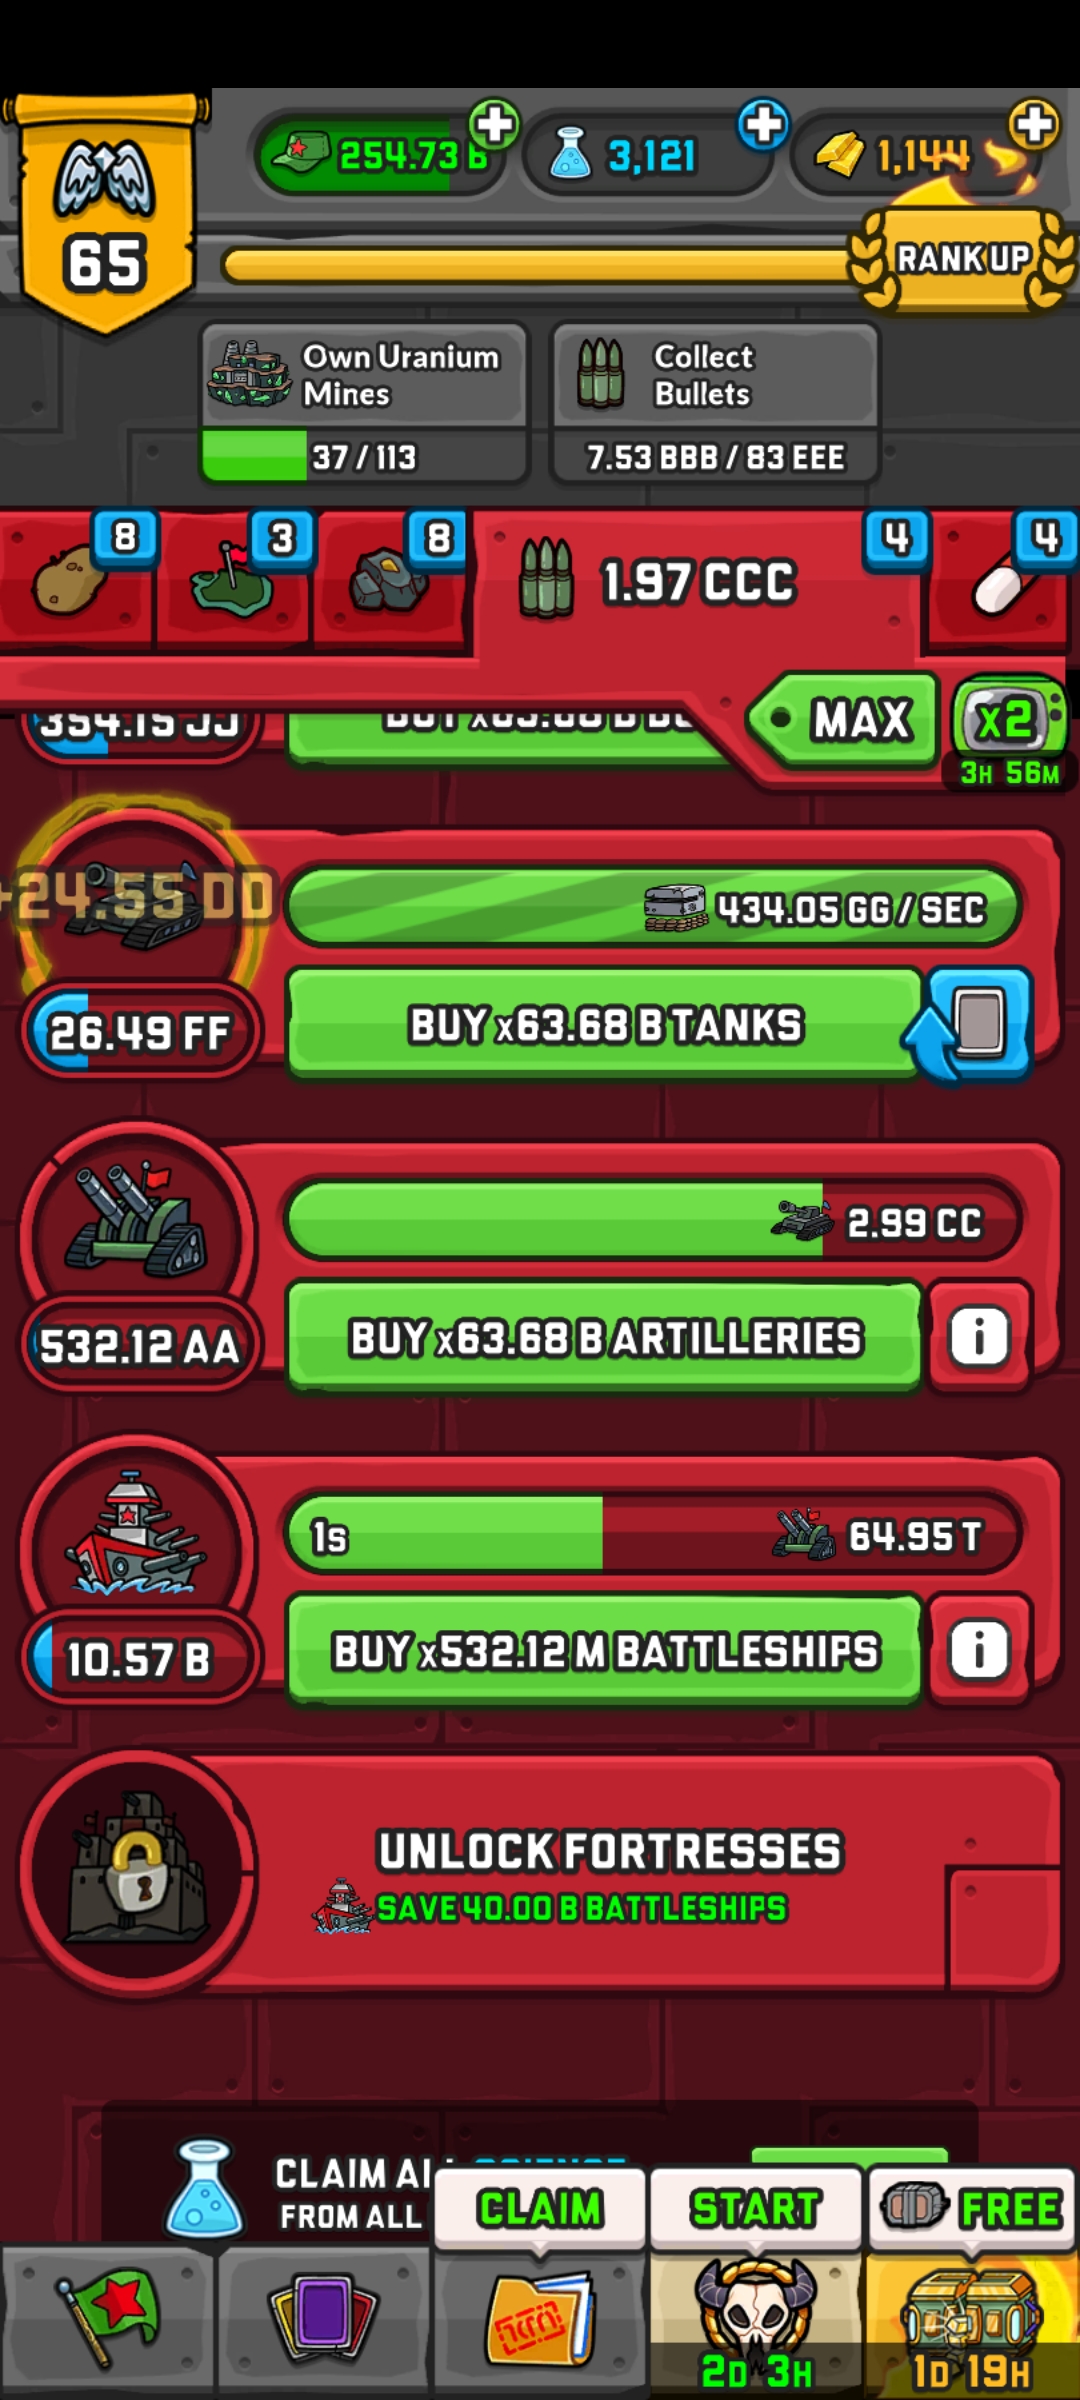 254.73 B
3,121
1,144
65
RANK UP
Own Uranium
Mines
37 / 113
Collect
Bullets
7.53 BBB / 83 EEE
8
3
8
1.97 CCC
4
4
MAX
x2
3H 56M
354.15 JJ
+24.55 DD
434.05 GG / SEC
26.49 FF
BUY x63.68 B TANKS
2.99 CC
532.12 AA
BUY x63.68 B ARTILLERIES
i
1s
64.95 T
10.57 B
BUY x532.12 M BATTLESHIPS
i
UNLOCK FORTRESSES
SAVE 40.00 B BATTLESHIPS
CLAIM ALL
FROM ALL
CLAIM
START
FREE
2D 3H
1D 19H